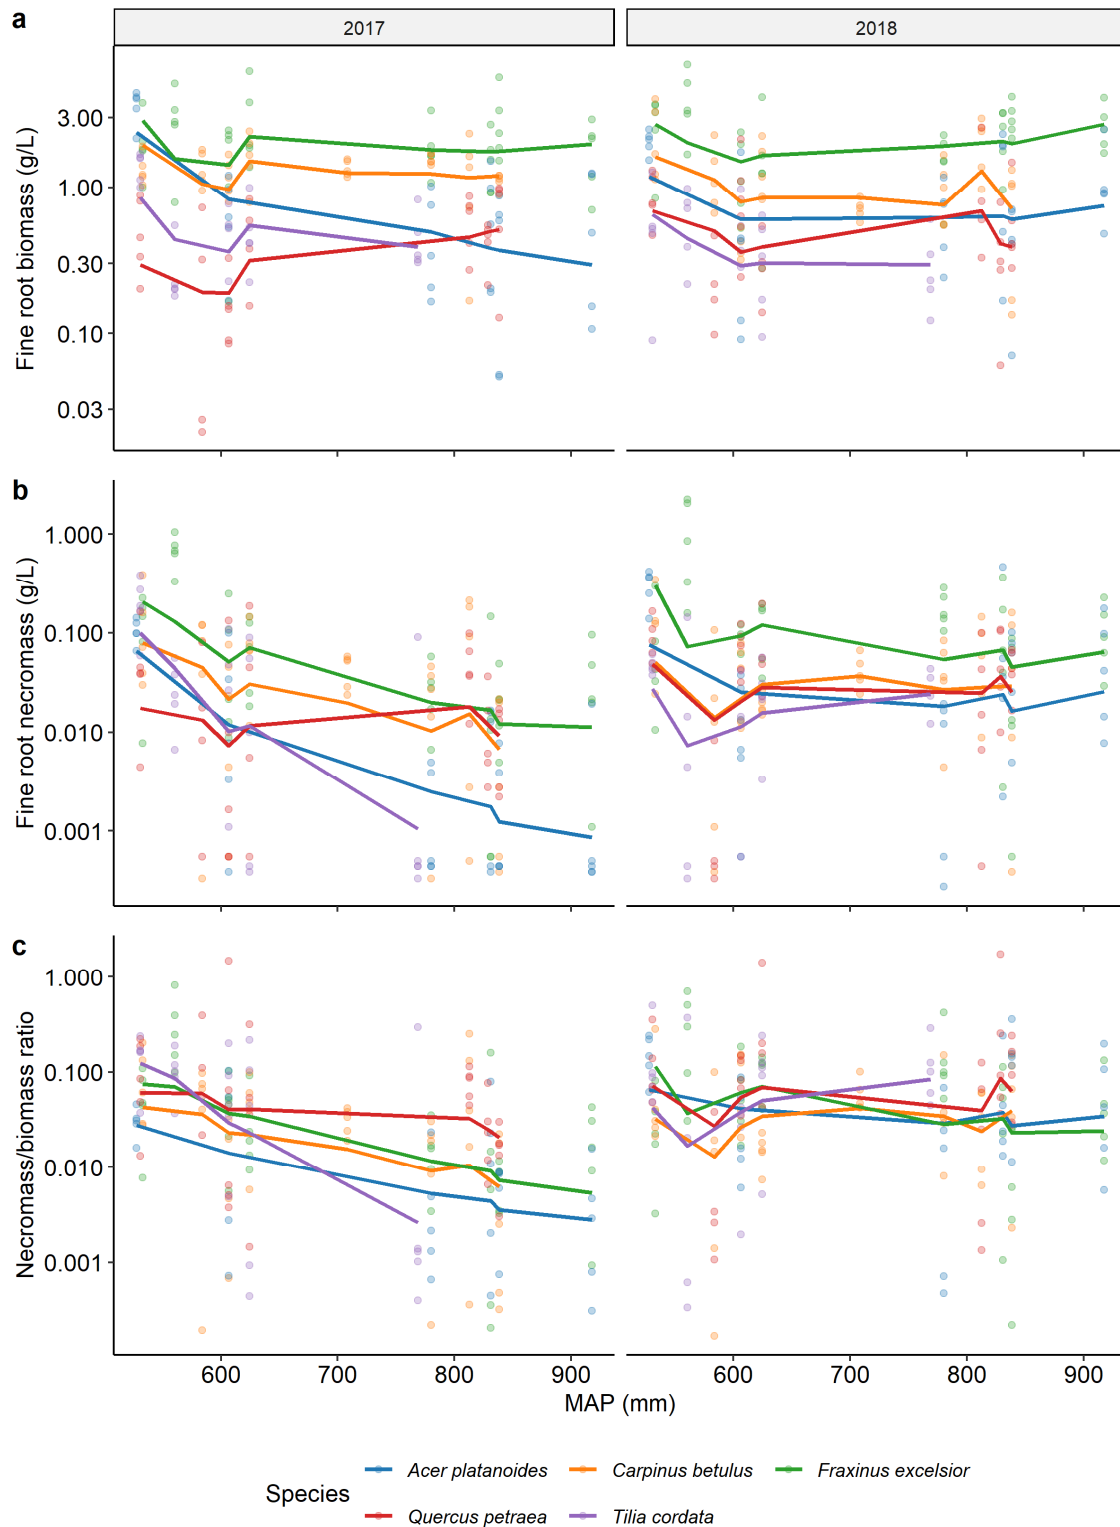 a
2017
2018
Fine root biomass (g/L)
3.00
1.00
0.30
0.10
0.03
600
700
800
900
600
700
800
900
b
Fine root necromass (g/L)
1.000
0.100
0.010
0.001
c
Necromass/biomass ratio
1.000
0.100
0.010
0.001
MAP (mm)
Species
Acer platanoides
Carpinus betulus
Fraxinus excelsior
Quercus petraea
Tilia cordata